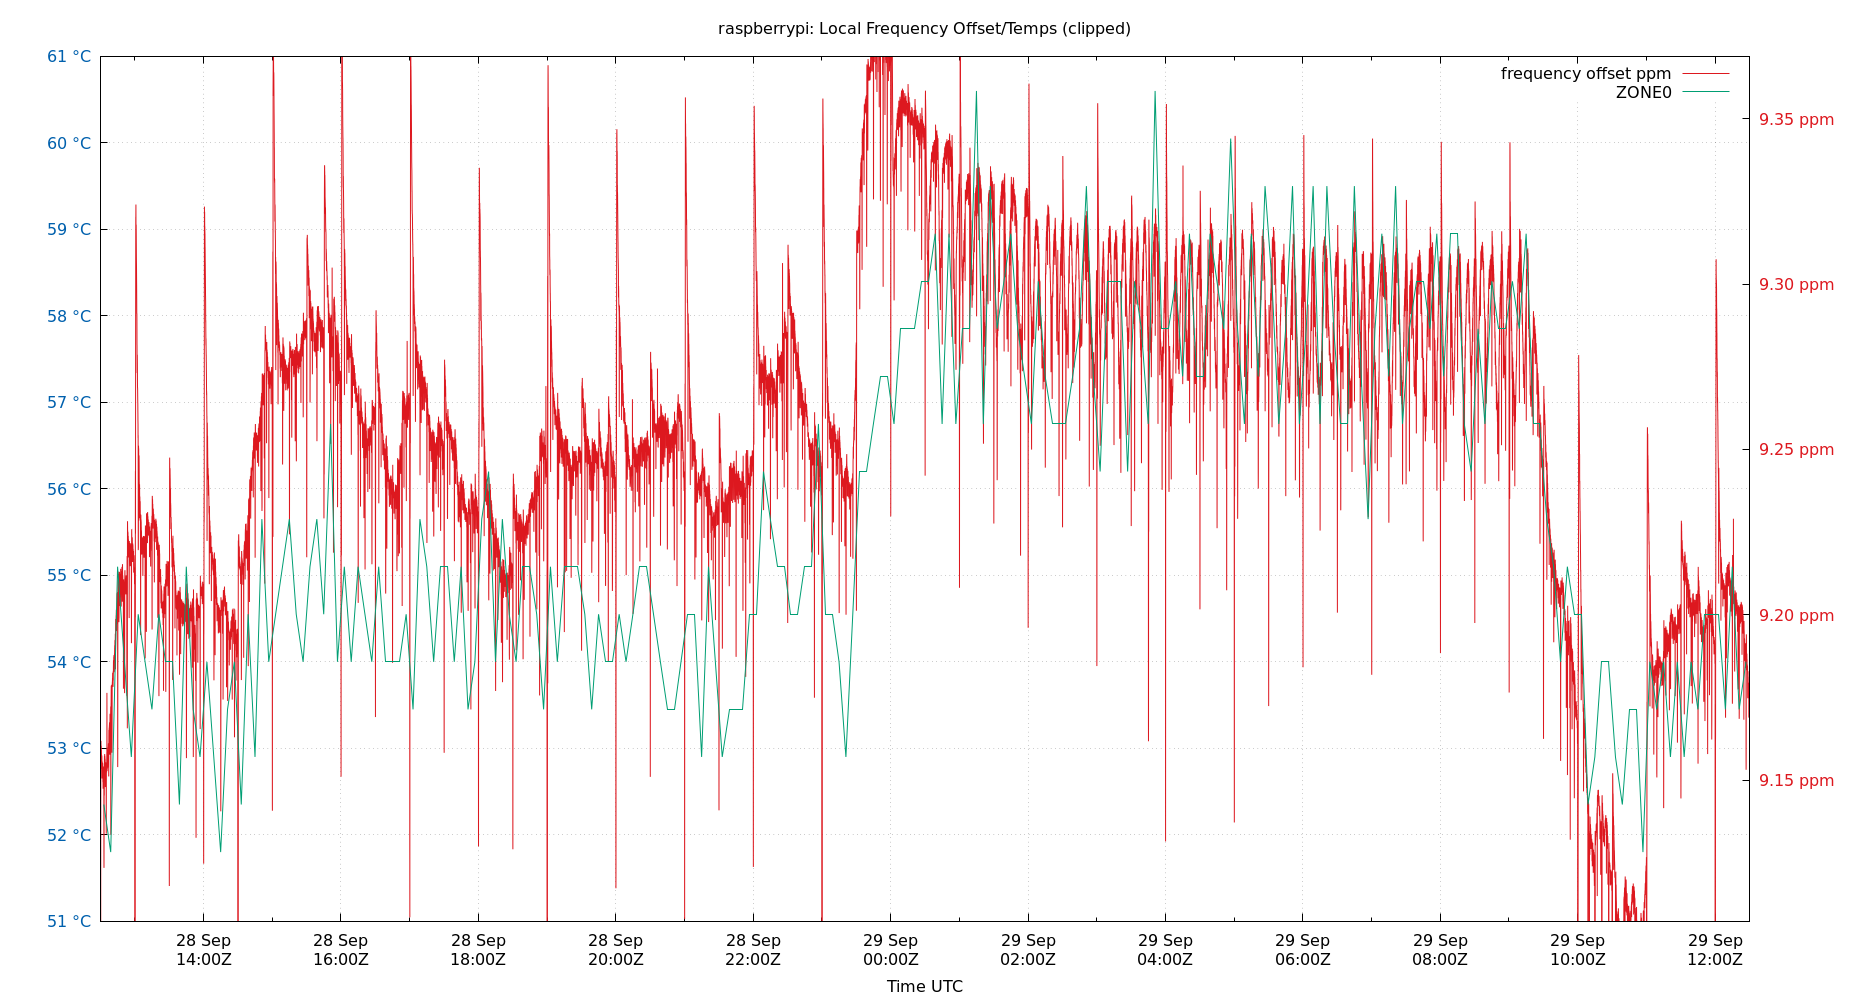 raspberrypi: Local Frequency Offset/Temps (clipped)
frequency offset ppm
ZONE0
61 °C
60 °C
59 °C
58 °C
57 °C
56 °C
55 °C
54 °C
53 °C
52 °C
51 °C
9.35 ppm
9.30 ppm
9.25 ppm
9.20 ppm
9.15 ppm
28 Sep 28 Sep 28 Sep 28 Sep 28 Sep 29 Sep 29 Sep 29 Sep 29 Sep 29 Sep 29 Sep 29 Sep
14:00Z 16:00Z 18:00Z 20:00Z 22:00Z 00:00Z 02:00Z 04:00Z 06:00Z 08:00Z 10:00Z 12:00Z
Time UTC